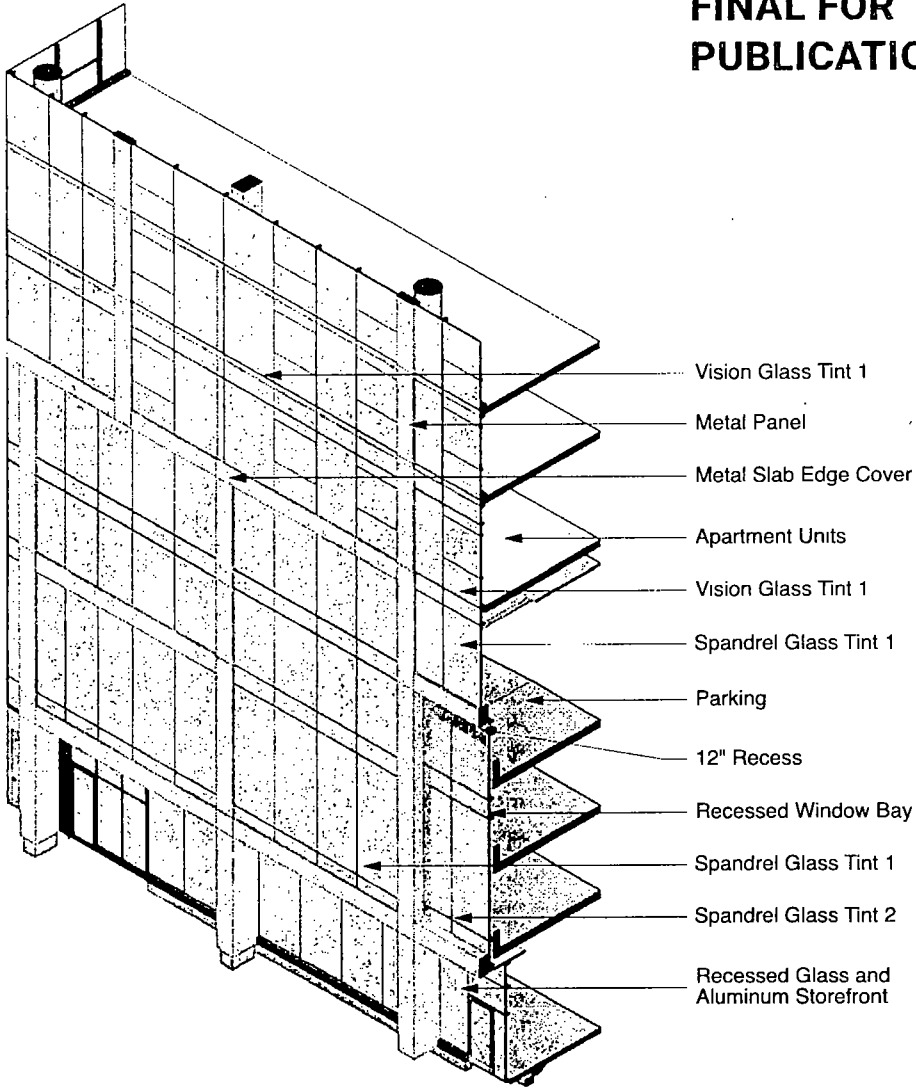 FINAL FOR
PUBLICATIO
Vision Glass Tint 1
Metal Panel
Metal Slab Edge Cover
Apartment Units
Vision Glass Tint 1
Spandrel Glass Tint 1
Parking
12" Recess
Recessed Window Bay
Spandrel Glass Tint 1
Spandrel Glass Tint 2
Recessed Glass and
Aluminum Storefront